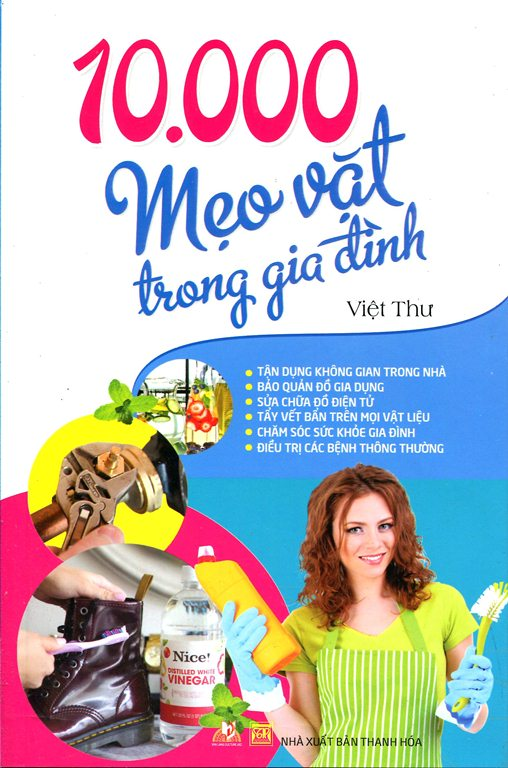 10.000
Mẹo vặt
trong gia đình
Việt Thư
• TẬN DỤNG KHÔNG GIAN TRONG NHÀ
• BẢO QUẢN ĐỒ GIA DỤNG
• SỬA CHỮA ĐỒ ĐIỆN TỬ
• TẨY VẾT BẨN TRÊN MỌI VẬT LIỆU
• CHĂM SÓC SỨC KHỎE GIA ĐÌNH
• ĐIỀU TRỊ CÁC BỆNH THÔNG THƯỜNG
Nice!
DISTILLED WHITE
VINEGAR
NHÀ XUẤT BẢN THANH HÓA